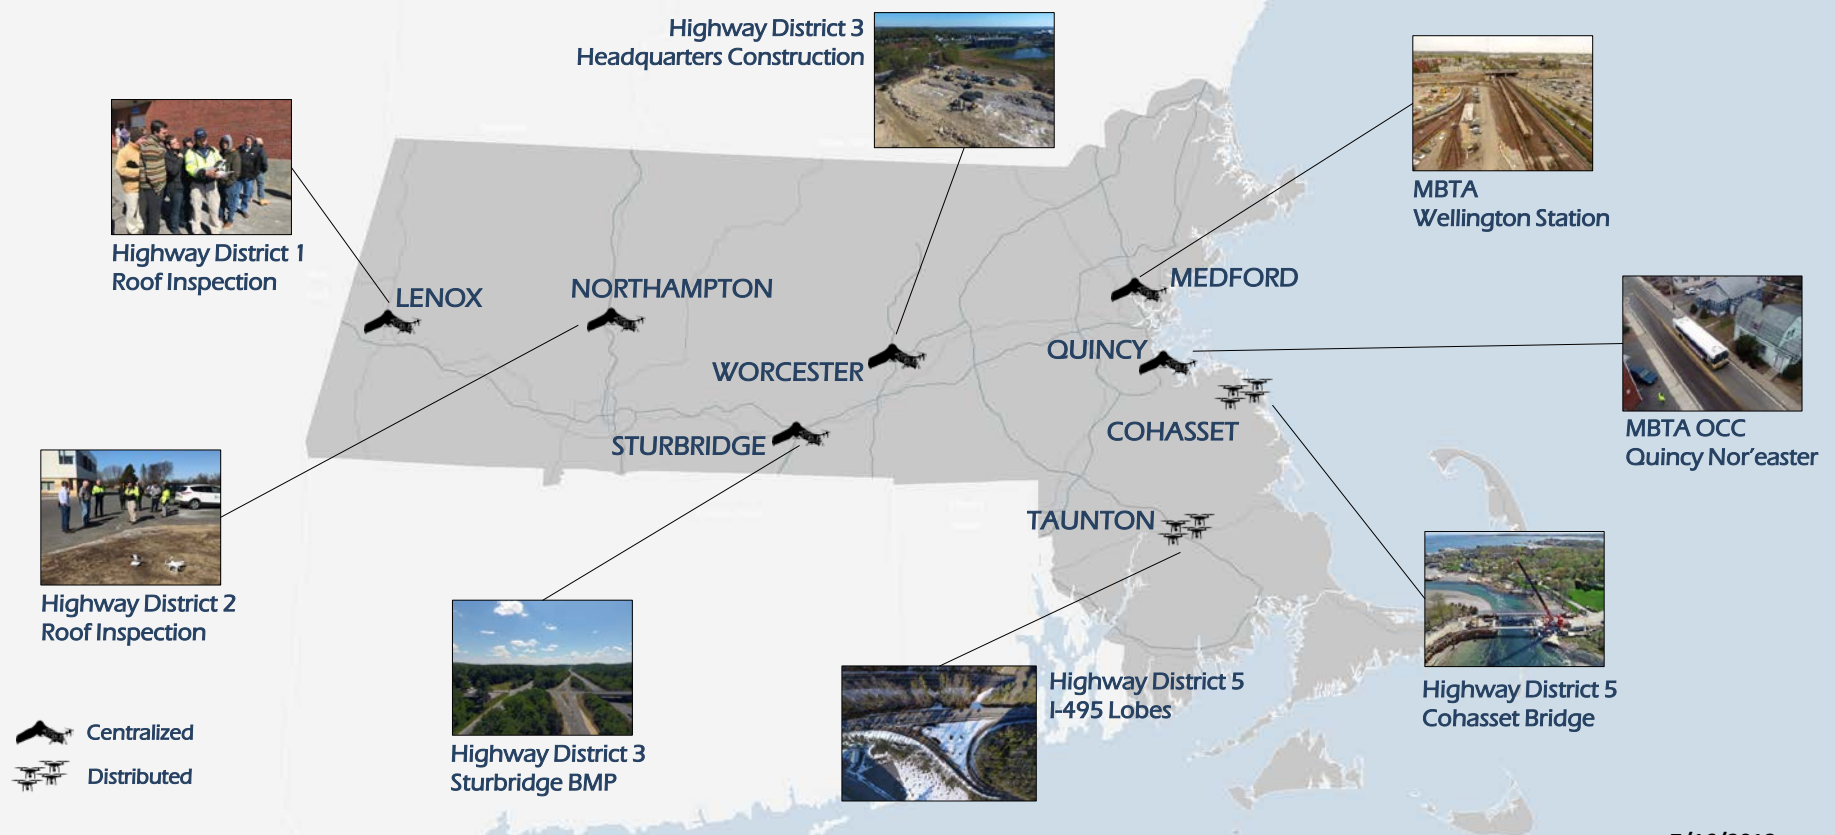 Highway District 3
Headquarters Construction
MBTA
Wellington Station
Highway District 1
Roof Inspection
LENOX
NORTHAMPTON
MEDFORD
WORCESTER
QUINCY
STURBRIDGE
COHASSET
MBTA OCC
Quincy Nor'easter
TAUNTON
Highway District 2
Roof Inspection
Highway District 5
I-495 Lobes
Highway District 5
Cohasset Bridge
Centralized
Distributed
Highway District 3
Sturbridge BMP